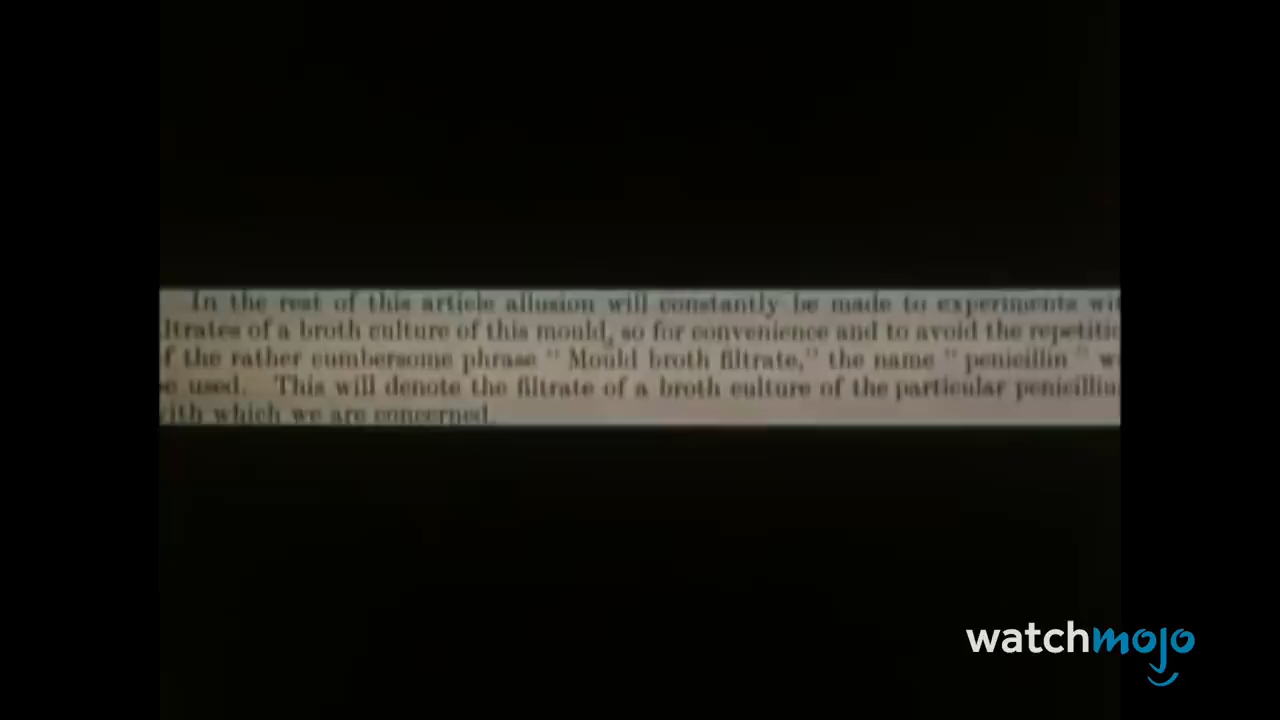 In the rest of this article allusion will constantly be made to experiments wit
ltrates of a broth culture of this mould, so for convenience and to avoid the repetitio
f the rather cumbersome phrase "Mould broth filtrate," the name "penicillin" w
e used. This will denote the filtrate of a broth culture of the particular penicilliu
ith which we are concerned.
watchmojo